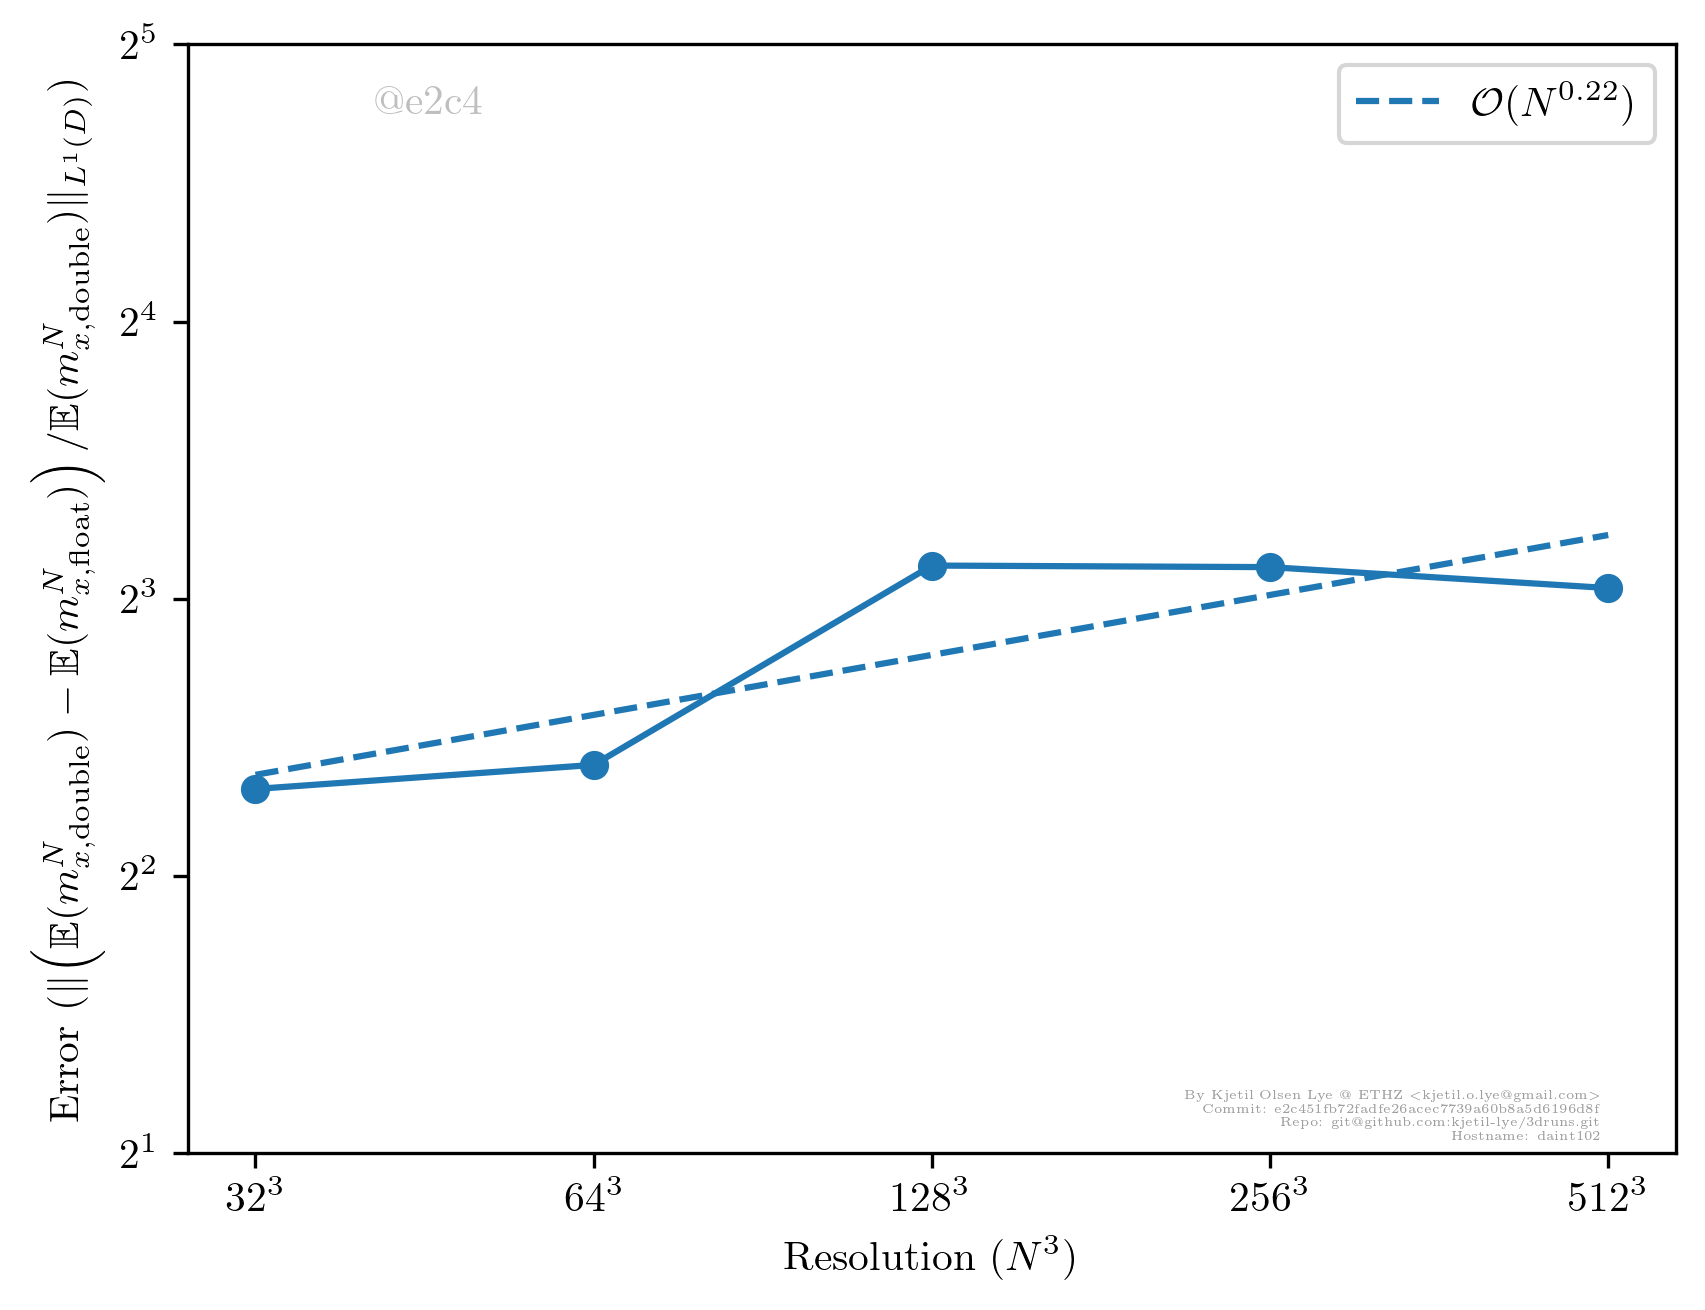 Error (‖(𝔼(m^N_{x,double}) − 𝔼(m^N_{x,float})) /𝔼(m^N_{x,double})‖_{L^1(D)})
2^5
2^4
2^3
2^2
2^1
@e2c4
𝒪(N^{0.22})
By Kjetil Olsen Lye @ ETHZ <kjetil.o.lye@gmail.com>
Commit: e2c451fb72fadfe26acec7739a60b8a5d6196d8f
Repo: git@github.com:kjetil-lye/3druns.git
Hostname: daint102
32^3 64^3 128^3 256^3 512^3
Resolution (N^3)